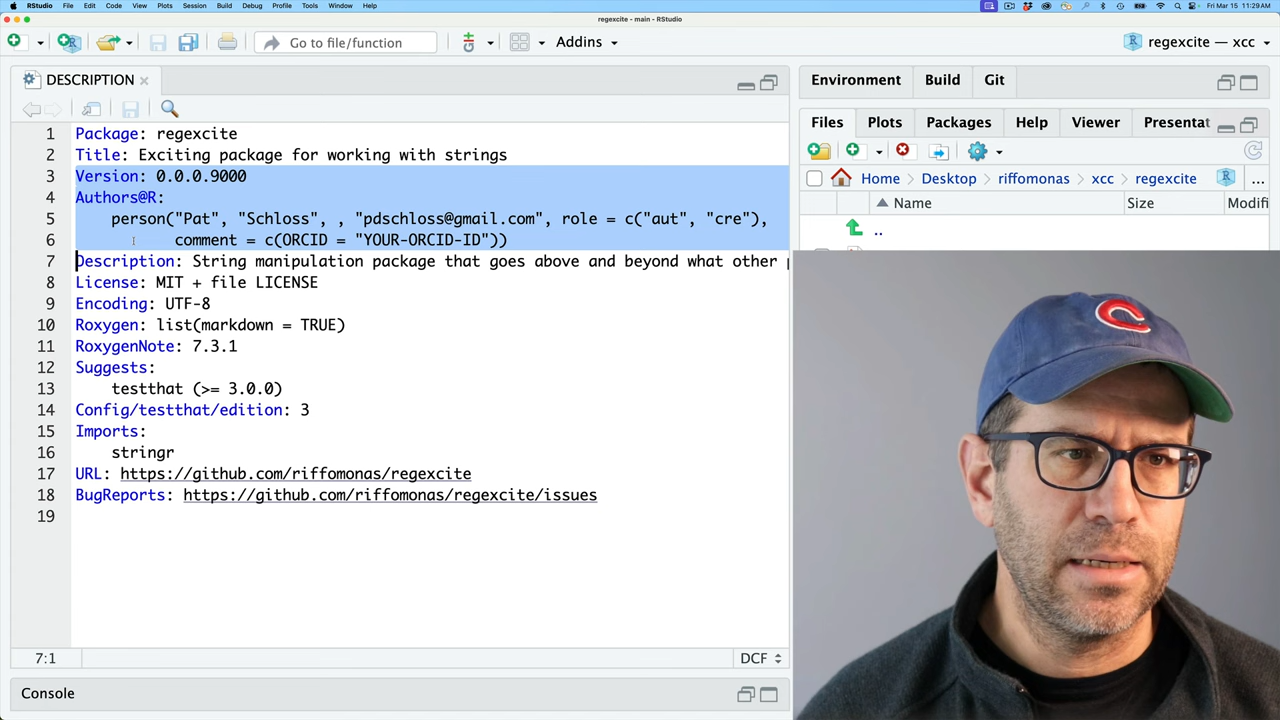 RStudio File Edit Code View Plots Session Build Debug Profile Tools Window Help Fri Mar 15 11:29 AM
regexcite - main - RStudio
Go to file/function Addins regexcite — xcc
DESCRIPTION
1 Package: regexcite
2 Title: Exciting package for working with strings
3 Version: 0.0.0.9000
4 Authors@R:
5 person("Pat", "Schloss", , "pdschloss@gmail.com", role = c("aut", "cre"),
6 comment = c(ORCID = "YOUR-ORCID-ID"))
7 Description: String manipulation package that goes above and beyond what other
8 License: MIT + file LICENSE
9 Encoding: UTF-8
10 Roxygen: list(markdown = TRUE)
11 RoxygenNote: 7.3.1
12 Suggests:
13 testthat (>= 3.0.0)
14 Config/testthat/edition: 3
15 Imports:
16 stringr
17 URL: https://github.com/riffomonas/regexcite
18 BugReports: https://github.com/riffomonas/regexcite/issues
19
7:1 DCF
Console
Environment Build Git
Files Plots Packages Help Viewer Presentat
Home Desktop riffomonas xcc regexcite ...
Name Size Modifi
..
C